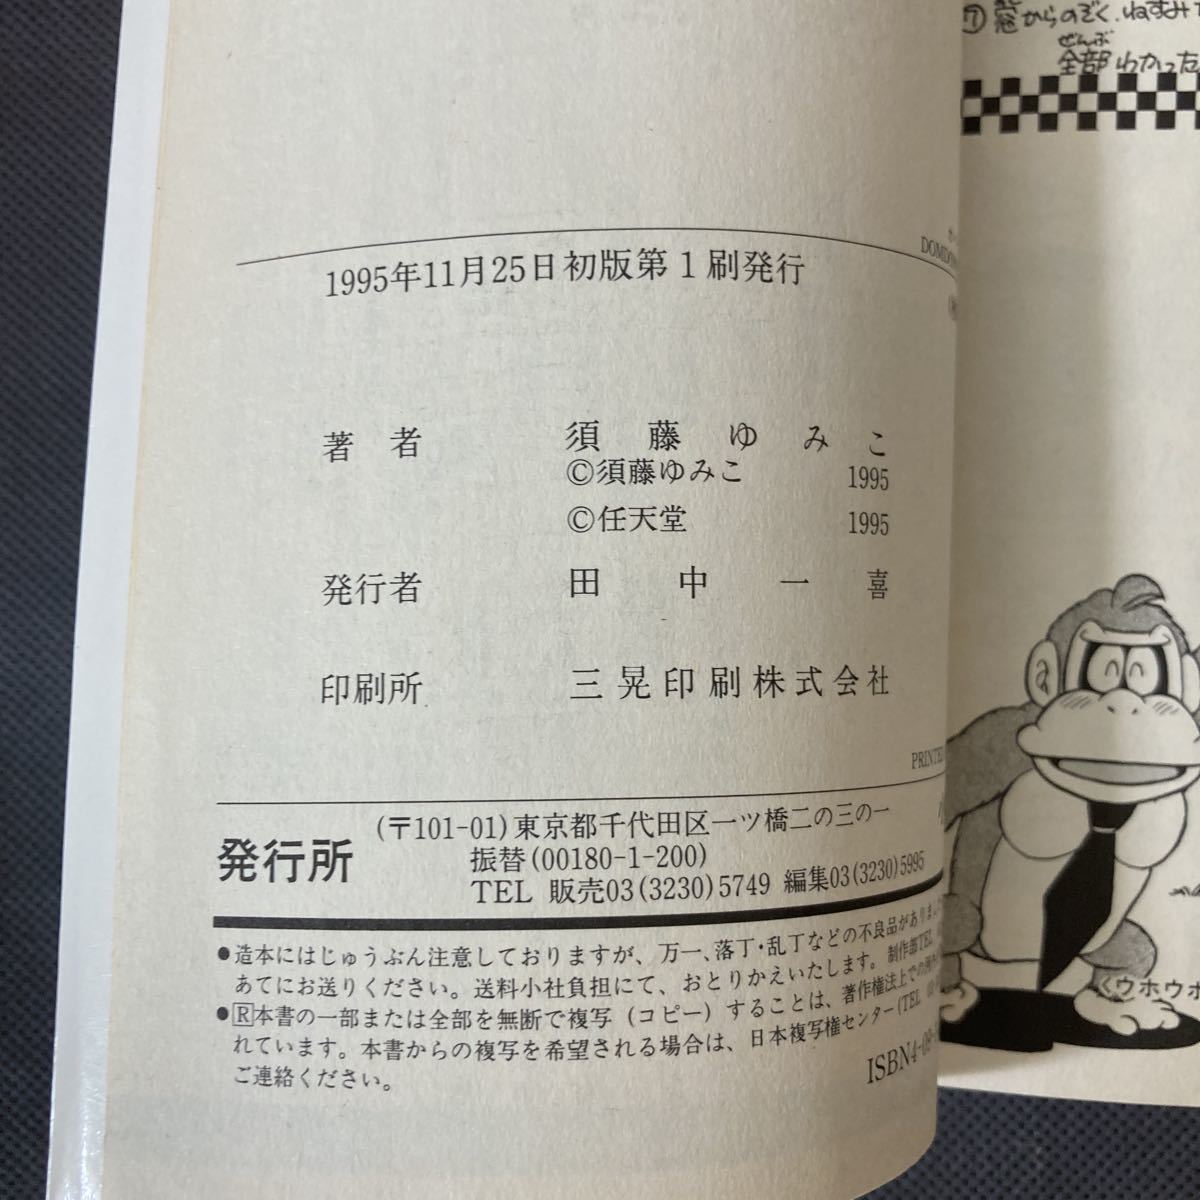 ⑦窓からのぞく、ねずみ
ぜんぶ
全部わかった
DOMDOM
1995年11月25日初版第1刷発行
著者 須藤ゆみこ
©須藤ゆみこ 1995
©任天堂 1995
発行者 田中一喜
印刷所 三晃印刷株式会社
PRINTED
発行所
(〒101-01)東京都千代田区一ツ橋二の三の一
振替(00180-1-200)
TEL 販売03(3230)5749 編集03(3230)5995
●造本にはじゅうぶん注意しておりますが、万一、落丁・乱丁などの不良品がありま
あてにお送りください。送料小社負担にて、おとりかえいたします。制作部TEL
●Ⓡ本書の一部または全部を無断で複写(コピー)することは、著作権法上での例外
れています。本書からの複写を希望される場合は、日本複写権センター(TEL
ご連絡ください。
ISBN4-09-
くウホウホ